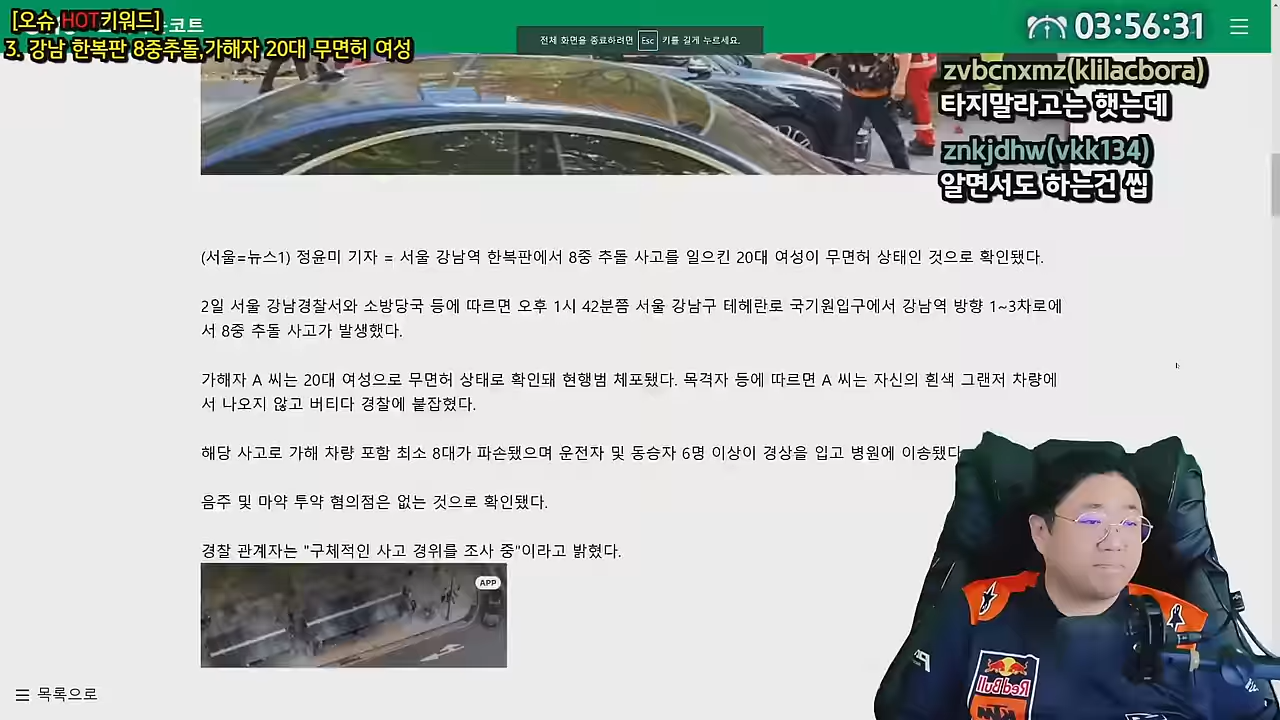 [오슈 HOT키워드]
코트
3. 강남 한복판 8중추돌,가해자 20대 무면허 여성
전체 화면을 종료하려면 Esc 키를 길게 누르세요.
03:56:31
zvbcnxmz(klilacbora)
타지말라고는 햇는데
znkjdhw(vkk134)
알면서도 하는건 씹
(서울=뉴스1) 정윤미 기자 = 서울 강남역 한복판에서 8중 추돌 사고를 일으킨 20대 여성이 무면허 상태인 것으로 확인됐다.
2일 서울 강남경찰서와 소방당국 등에 따르면 오후 1시 42분쯤 서울 강남구 테헤란로 국기원입구에서 강남역 방향 1~3차로에
서 8중 추돌 사고가 발생했다.
가해자 A 씨는 20대 여성으로 무면허 상태로 확인돼 현행범 체포됐다. 목격자 등에 따르면 A 씨는 자신의 흰색 그랜저 차량에
서 나오지 않고 버티다 경찰에 붙잡혔다.
해당 사고로 가해 차량 포함 최소 8대가 파손됐으며 운전자 및 동승자 6명 이상이 경상을 입고 병원에 이송됐다
음주 및 마약 투약 혐의점은 없는 것으로 확인됐다.
경찰 관계자는 "구체적인 사고 경위를 조사 중"이라고 밝혔다.
APP
Red Bull
KTM
목록으로